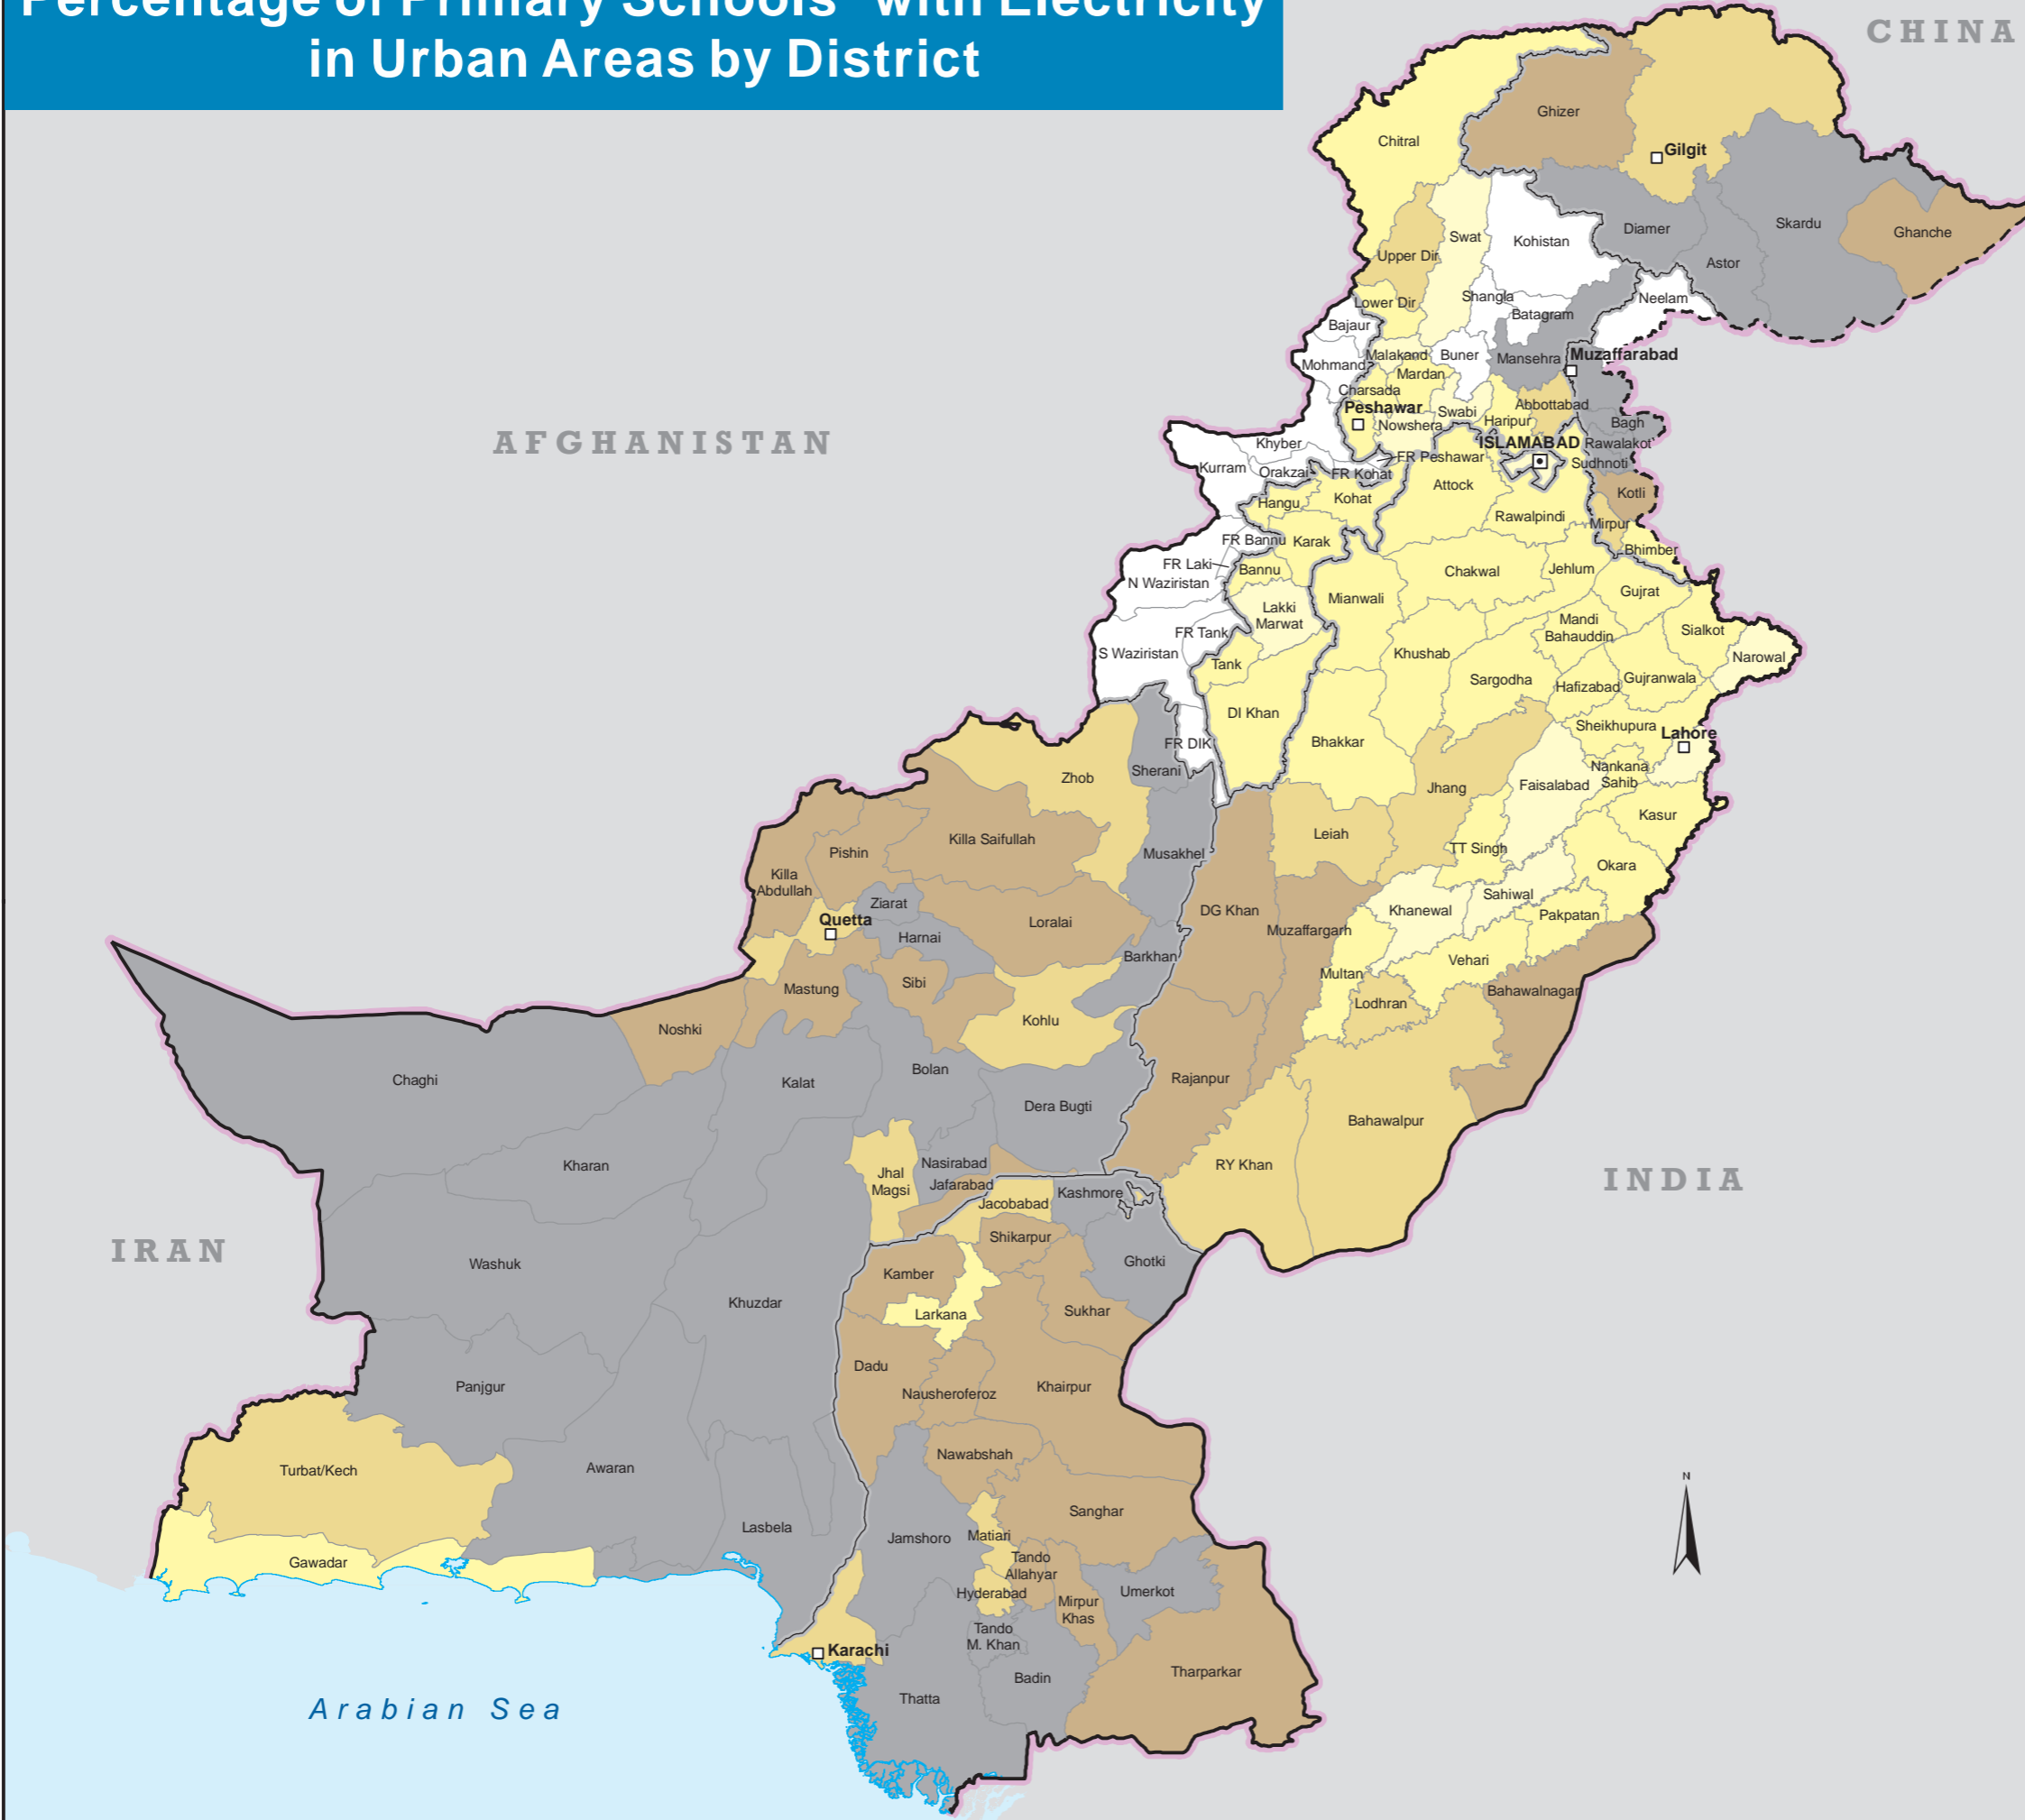 Percentage of Primary Schools with Electricity
in Urban Areas by District
CHINA
Ghizer
Chitral
Gilgit
Skardu
Ghanche
Diamer
Swat
Kohistan
Upper Dir
Astor
Shangla
Neelam
Lower Dir
Batagram
Bajaur
Malakand
Buner
Mansehra
Muzaffarabad
Mohmand
Mardan
Charsada
Abbottabad
Peshawar
Swabi
Haripur
Nowshera
Bagh
AFGHANISTAN
Khyber
ISLAMABAD
Rawalakot
FR Peshawar
Sudhnoti
Kurram
Orakzai
FR Kohat
Attock
Kotli
Hangu
Kohat
Rawalpindi
Mirpur
FR Bannu
Karak
Bhimber
FR Laki
Bannu
Chakwal
Jehlum
N Waziristan
Mianwali
Gujrat
Lakki
Marwat
Mandi
Bahauddin
FR Tank
Sialkot
S Waziristan
Khushab
Narowal
Tank
Sargodha
Hafizabad
Gujranwala
DI Khan
Sheikhupura
Lahore
FR DIK
Bhakkar
Sherani
Zhob
Nankana
Sahib
Jhang
Faisalabad
Kasur
Leiah
Killa Saifullah
TT Singh
Pishin
Musakhel
Okara
Killa
Abdullah
Ziarat
Sahiwal
Quetta
DG Khan
Khanewal
Pakpatan
Loralai
Muzaffargarh
Harnai
Barkhan
Vehari
Multan
Sibi
Mastung
Lodhran
Bahawalnagar
Kohlu
Noshki
Bolan
Chaghi
Kalat
Rajanpur
Dera Bugti
Bahawalpur
Kharan
Nasirabad
RY Khan
Jhal
Magsi
Jafarabad
Kashmore
INDIA
Jacobabad
Shikarpur
IRAN
Washuk
Ghotki
Kamber
Khuzdar
Larkana
Sukhar
Dadu
Panjgur
Nausheroferoz
Khairpur
Nawabshah
Turbat/Kech
Awaran
N
Sanghar
Lasbela
Jamshoro
Matiari
Gawadar
Tando
Allahyar
Hyderabad
Umerkot
Mirpur
Khas
Tando
M. Khan
Karachi
Badin
Tharparkar
Thatta
Arabian Sea